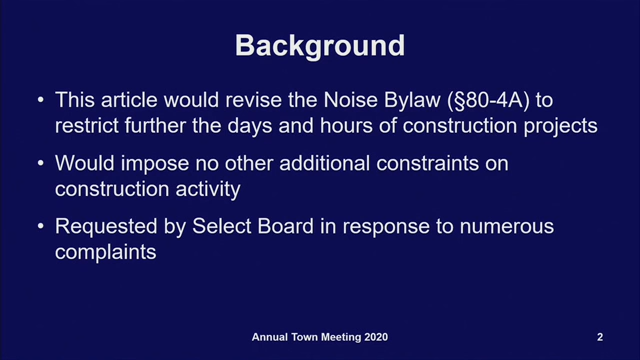 Background
• This article would revise the Noise Bylaw (§80-4A) to
restrict further the days and hours of construction projects
• Would impose no other additional constraints on
construction activity
• Requested by Select Board in response to numerous
complaints
Annual Town Meeting 2020
2